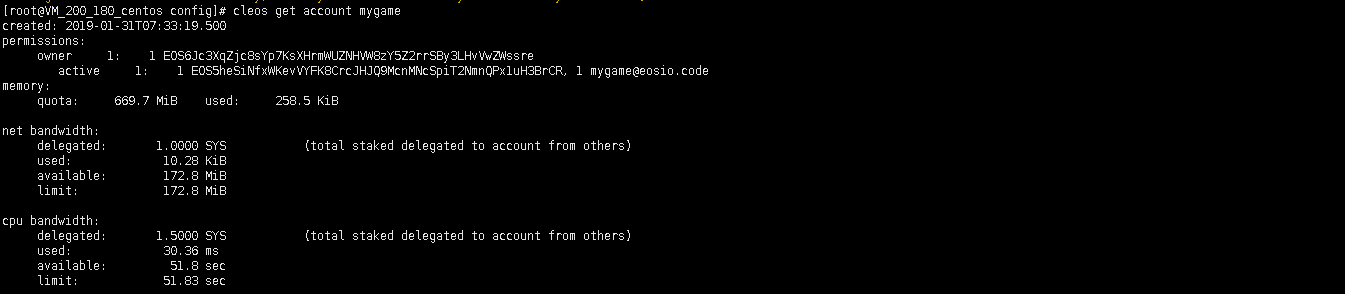 [root@VM_200_180_centos config]# cleos get account mygame
created: 2019-01-31T07:33:19.500
permissions:
owner 1: 1 EOS6Jc3XqZjc8sYp7KsXHrmWUZNHVW8zY5Z2rrSBy3LHvVwZWssre
active 1: 1 EOS5heSiNfxWKevVYFK8CrcJHJQ9McnMNcSpiT2NmnQPx1uH3BrCR, 1 mygame@eosio.code
memory:
quota: 669.7 MiB used: 258.5 KiB
net bandwidth:
delegated: 1.0000 SYS (total staked delegated to account from others)
used: 10.28 KiB
available: 172.8 MiB
limit: 172.8 MiB
cpu bandwidth:
delegated: 1.5000 SYS (total staked delegated to account from others)
used: 30.36 ms
available: 51.8 sec
limit: 51.83 sec